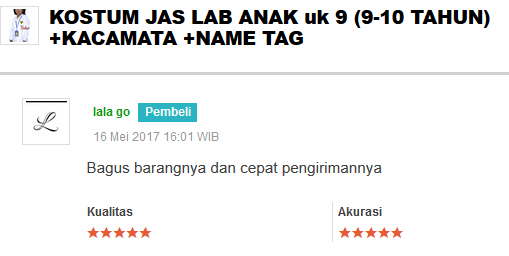 KOSTUM JAS LAB ANAK uk 9 (9-10 TAHUN)
+KACAMATA +NAME TAG
L
lala go Pembeli
16 Mei 2017 16:01 WIB
Bagus barangnya dan cepat pengirimannya
Kualitas Akurasi